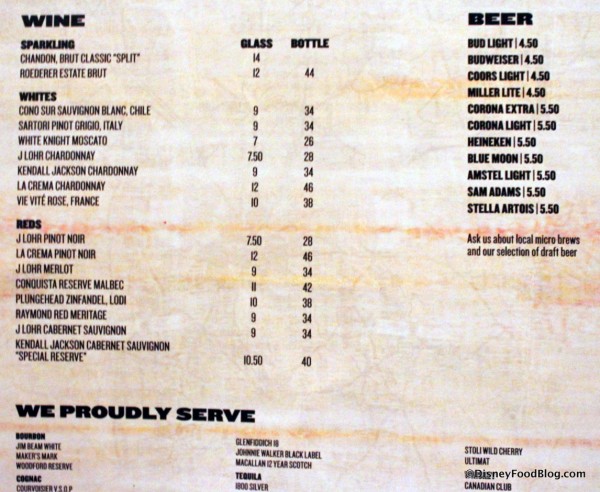 WINE
SPARKLING GLASS BOTTLE
CHANDON, BRUT CLASSIC "SPLIT" 14
ROEDERER ESTATE BRUT 12 44
WHITES
CONO SUR SAUVIGNON BLANC, CHILE 9 34
SARTORI PINOT GRIGIO, ITALY 9 34
WHITE KNIGHT MOSCATO 7 26
J LOHR CHARDONNAY 7.50 28
KENDALL JACKSON CHARDONNAY 9 34
LA CREMA CHARDONNAY 12 46
VIE VITÉ ROSE, FRANCE 10 38
REDS
J LOHR PINOT NOIR 7.50 28
LA CREMA PINOT NOIR 12 46
J LOHR MERLOT 9 34
CONQUISTA RESERVE MALBEC 11 42
PLUNGEHEAD ZINFANDEL, LODI 10 38
RAYMOND RED MERITAGE 9 34
J LOHR CABERNET SAUVIGNON 9 34
KENDALL JACKSON CABERNET SAUVIGNON
"SPECIAL RESERVE" 10.50 40
BEER
BUD LIGHT | 4.50
BUDWEISER | 4.50
COORS LIGHT | 4.50
MILLER LITE | 4.50
CORONA EXTRA | 5.50
CORONA LIGHT | 5.50
HEINEKEN | 5.50
BLUE MOON | 5.50
AMSTEL LIGHT | 5.50
SAM ADAMS | 5.50
STELLA ARTOIS | 5.50
Ask us about local micro brews
and our selection of draft beer
WE PROUDLY SERVE
BOURBON
JIM BEAM WHITE
MAKER'S MARK
WOODFORD RESERVE
COGNAC
COURVOISIER V.S.O.P
GLENFIDDICH 18
JOHNNIE WALKER BLACK LABEL
MACALLAN 12 YEAR SCOTCH
TEQUILA
1800 SILVER
STOLI WILD CHERRY
ULTIMAT
WHISKEY
CANADIAN CLUB
©DisneyFoodBlog.com